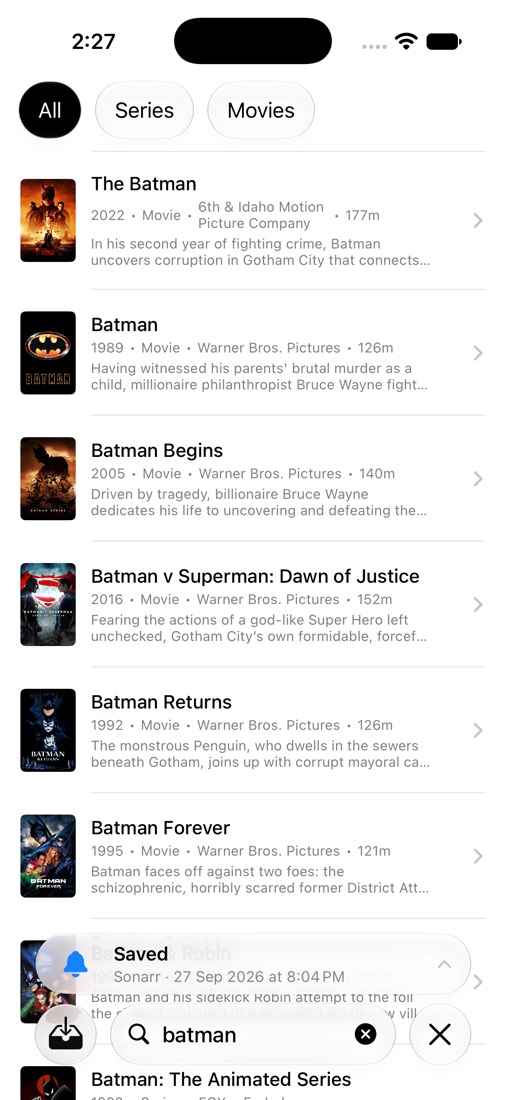 2:27
All
Series
Movies
The Batman
2022 • Movie • 6th & Idaho Motion Picture Company • 177m
In his second year of fighting crime, Batman
uncovers corruption in Gotham City that connects...
Batman
1989 • Movie • Warner Bros. Pictures • 126m
Having witnessed his parents' brutal murder as a
child, millionaire philanthropist Bruce Wayne fight...
BATMAN
Batman Begins
2005 • Movie • Warner Bros. Pictures • 140m
Driven by tragedy, billionaire Bruce Wayne
dedicates his life to uncovering and defeating the...
Batman v Superman: Dawn of Justice
2016 • Movie • Warner Bros. Pictures • 152m
Fearing the actions of a god-like Super Hero left
unchecked, Gotham City's own formidable, forcef...
Batman Returns
1992 • Movie • Warner Bros. Pictures • 126m
The monstrous Penguin, who dwells in the sewers
beneath Gotham, joins up with corrupt mayoral ca...
BATMAN
RETURNS
Batman Forever
1995 • Movie • Warner Bros. Pictures • 121m
Batman faces off against two foes: the
schizophrenic, horribly scarred former District Att...
BATMAN
FOREVER
Saved
Sonarr · 27 Sep 2026 at 8:04 PM
Batman and his sidekick Robin attempt to the foil
the
batman
Batman: The Animated Series